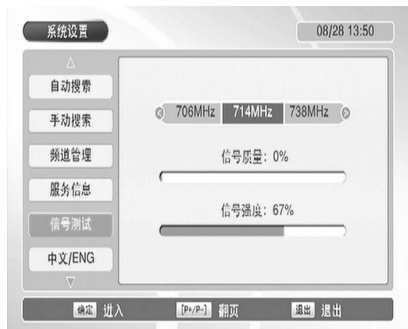 系统设置
08/28 13:50
自动搜索
手动搜索
频道管理
服务信息
信号测试
中文/ENG
706MHz 714MHz 738MHz
信号质量：0%
信号强度：67%
确定 进入 [P+/P-] 翻页 退出 退出